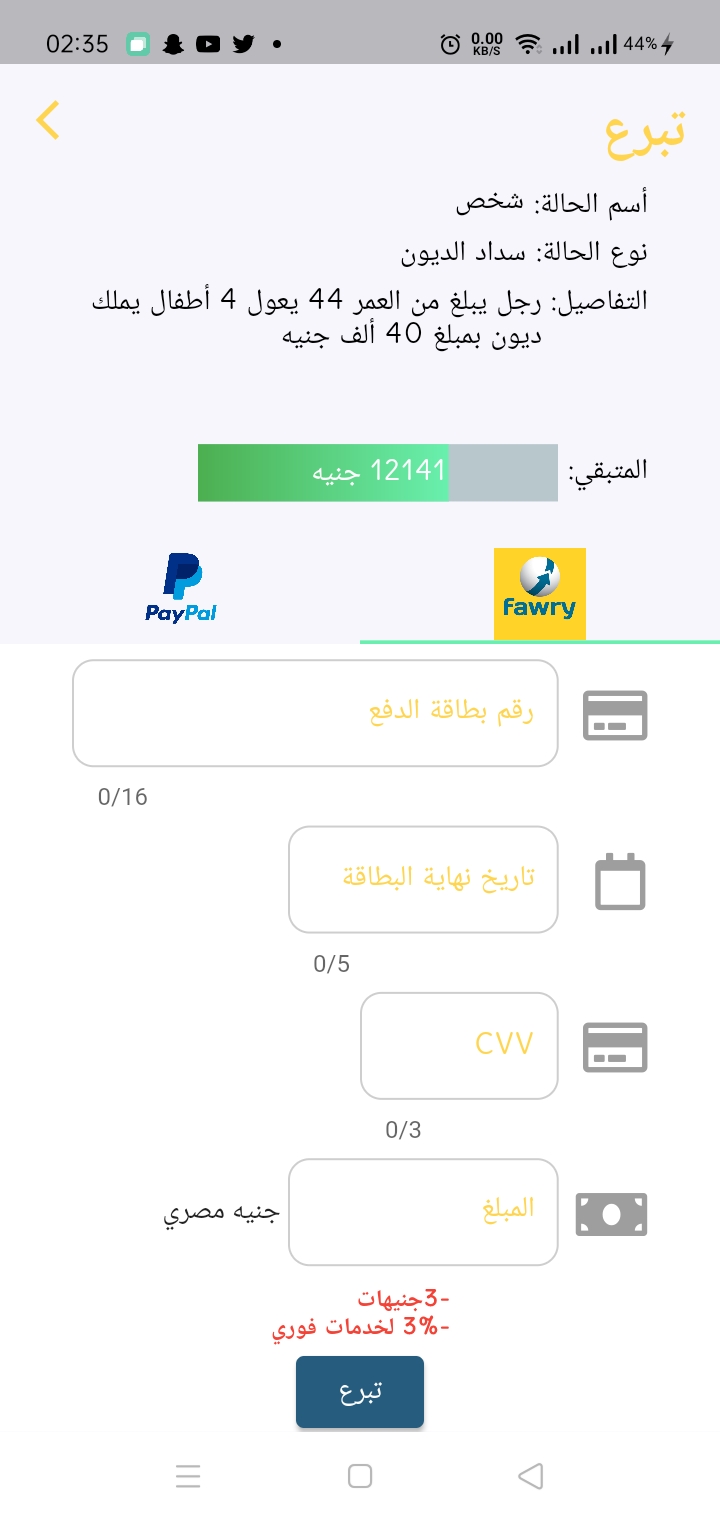 02:35 0.00 KB/S 44%
تبرع
أسم الحالة: شخص
نوع الحالة: سداد الديون
التفاصيل: رجل يبلغ من العمر 44 يعول 4 أطفال يملك
ديون بمبلغ 40 ألف جنيه
المتبقي: 12141 جنيه
fawry
PayPal
رقم بطاقة الدفع
0/16
تاريخ نهاية البطاقة
0/5
CVV
0/3
المبلغ جنيه مصري
-3جنيهات
-3% لخدمات فوري
تبرع